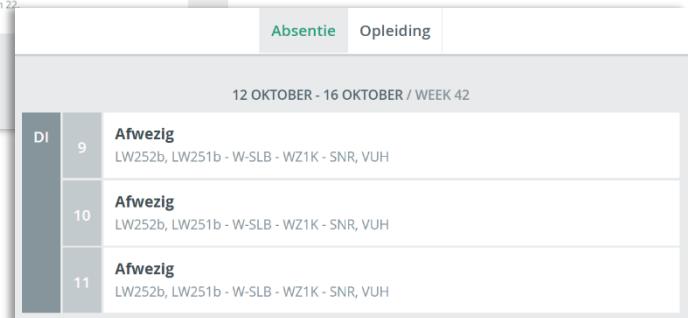 n 22.
Absentie Opleiding
12 OKTOBER - 16 OKTOBER / WEEK 42
DI
9 Afwezig
LW252b, LW251b - W-SLB - WZ1K - SNR, VUH
10 Afwezig
LW252b, LW251b - W-SLB - WZ1K - SNR, VUH
11 Afwezig
LW252b, LW251b - W-SLB - WZ1K - SNR, VUH